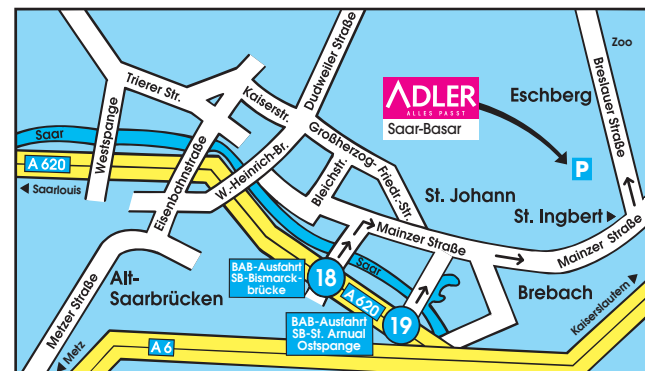 Zoo
Trierer Str.
Kaiserstr.
Dudweiler Straße
ADLER
ALLES PASST
Saar-Basar
Eschberg
Breslauer Straße
Saar
A 620
Westspange
Saarlouis
Eisenbahnstraße
W.-Heinrich-Br.
Bleichstr.
Großherzog-Friedr.-Str.
P
St. Johann
St. Ingbert
Mainzer Straße
Mainzer Straße
Metzer Straße
Alt-
Saarbrücken
BAB-Ausfahrt
SB-Bismarck-
brücke
18
Saar
A 620
Brebach
Kaiserslautern
BAB-Ausfahrt
SB-St. Arnual
Ostspange
19
Metz
A 6